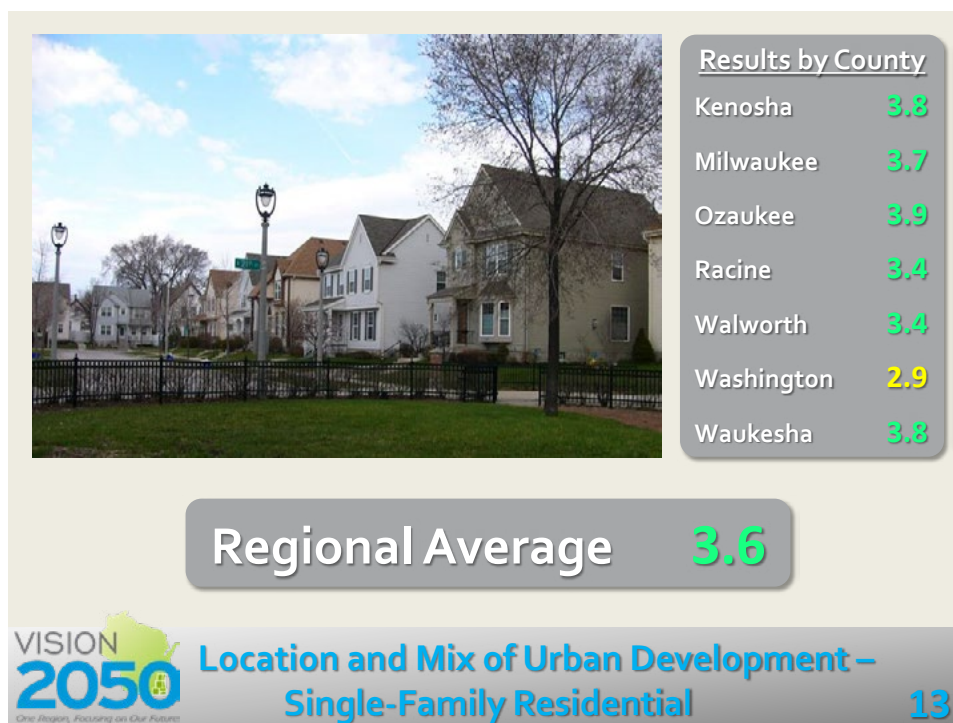 Results by County
Kenosha 3.8
Milwaukee 3.7
Ozaukee 3.9
Racine 3.4
Walworth 3.4
Washington 2.9
Waukesha 3.8
Regional Average 3.6
VISION
2050
One Region, Focusing on Our Future
Location and Mix of Urban Development –
Single-Family Residential
13